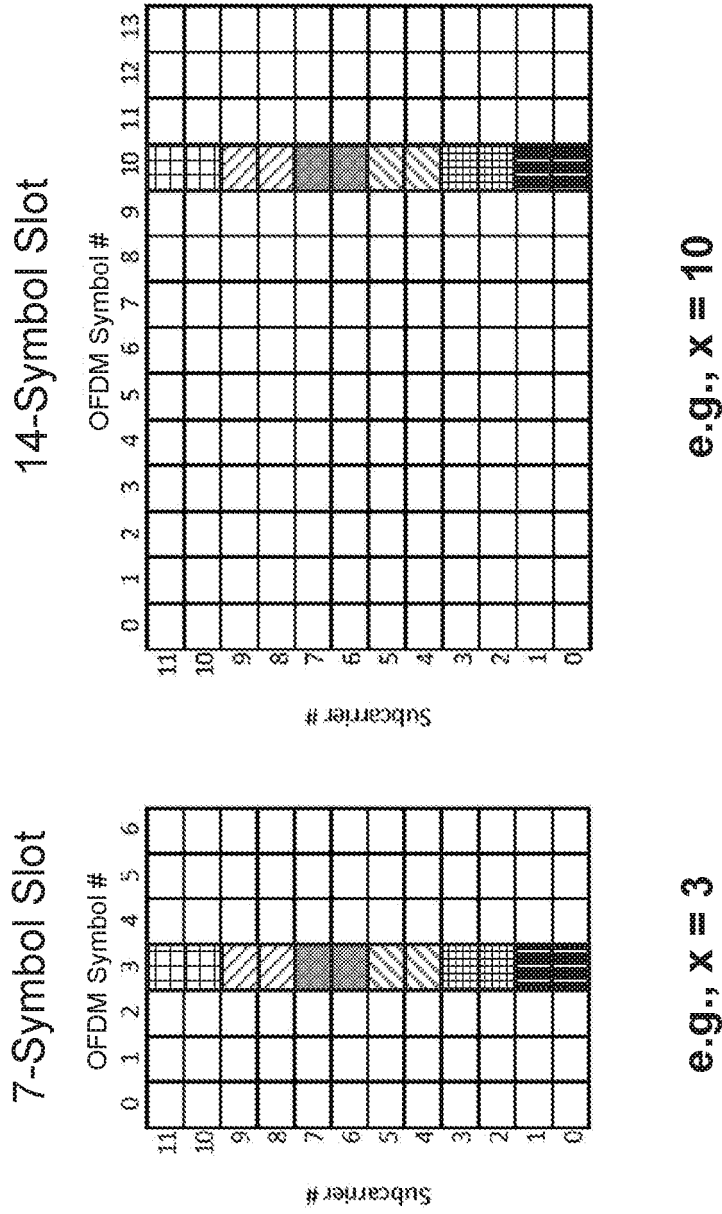 7-Symbol Slot
OFDM Symbol #
0 1 2 3 4 5 6
Subcarrier #
11
10
9
8
7
6
5
4
3
2
1
0
e.g., x = 3
14-Symbol Slot
OFDM Symbol #
0 1 2 3 4 5 6 7 8 9 10 11 12 13
Subcarrier #
11
10
9
8
7
6
5
4
3
2
1
0
e.g., x = 10